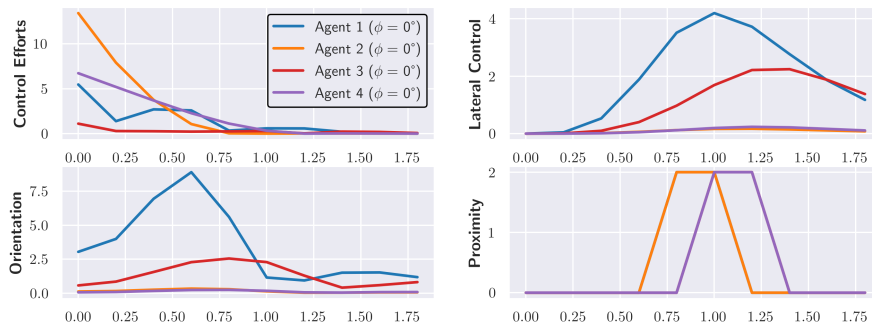 Control Efforts
10
5
0
Agent 1 (ϕ = 0°)
Agent 2 (ϕ = 0°)
Agent 3 (ϕ = 0°)
Agent 4 (ϕ = 0°)
0.00 0.25 0.50 0.75 1.00 1.25 1.50 1.75
Lateral Control
4
2
0
0.00 0.25 0.50 0.75 1.00 1.25 1.50 1.75
Orientation
7.5
5.0
2.5
0.0
0.00 0.25 0.50 0.75 1.00 1.25 1.50 1.75
Proximity
2
1
0
0.00 0.25 0.50 0.75 1.00 1.25 1.50 1.75